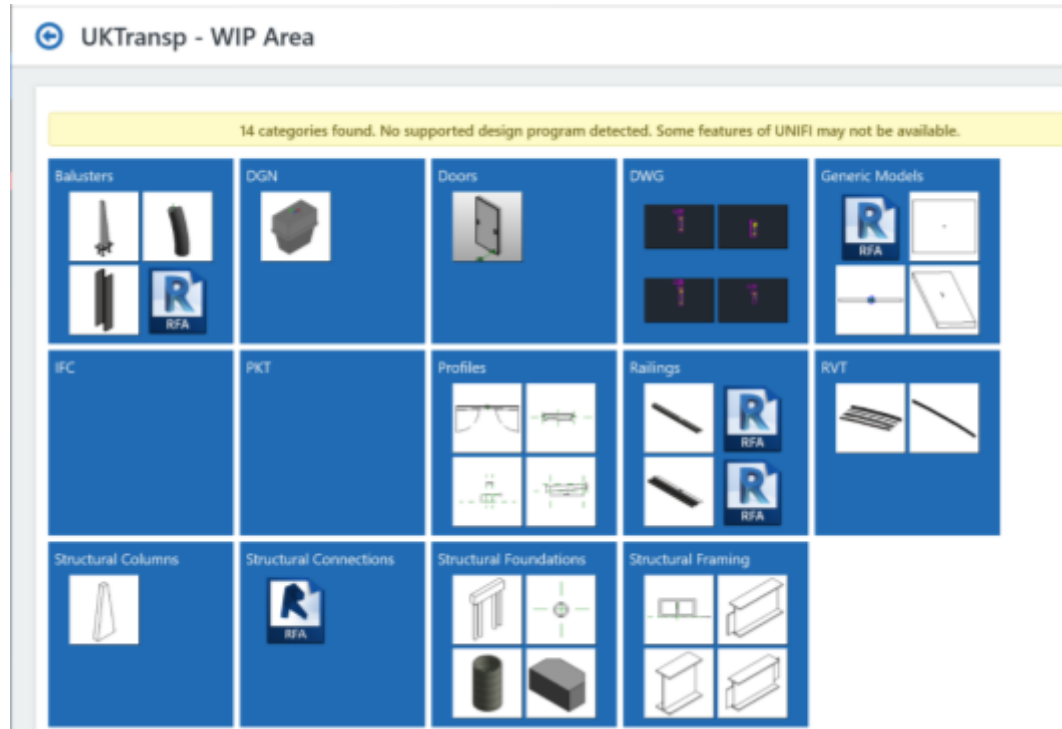 UKTransp - WIP Area
14 categories found. No supported design program detected. Some features of UNIFI may not be available.
Balusters
DGN
Doors
DWG
Generic Models
R
RFA
R
RFA
IFC
PKT
Profiles
Railings
RVT
R
RFA
R
RFA
Structural Columns
Structural Connections
Structural Foundations
Structural Framing
R
RFA